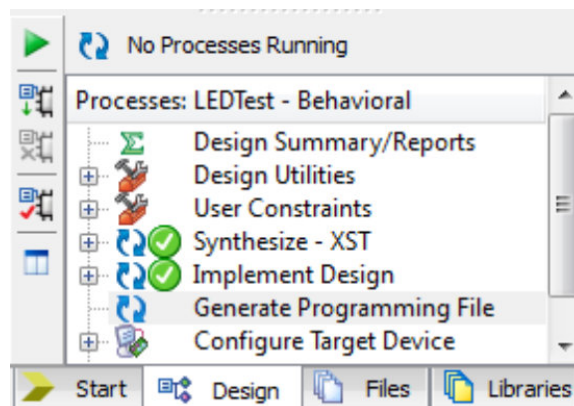 No Processes Running
Processes: LEDTest - Behavioral
Design Summary/Reports
Design Utilities
User Constraints
Synthesize - XST
Implement Design
Generate Programming File
Configure Target Device
Start Design Files Libraries